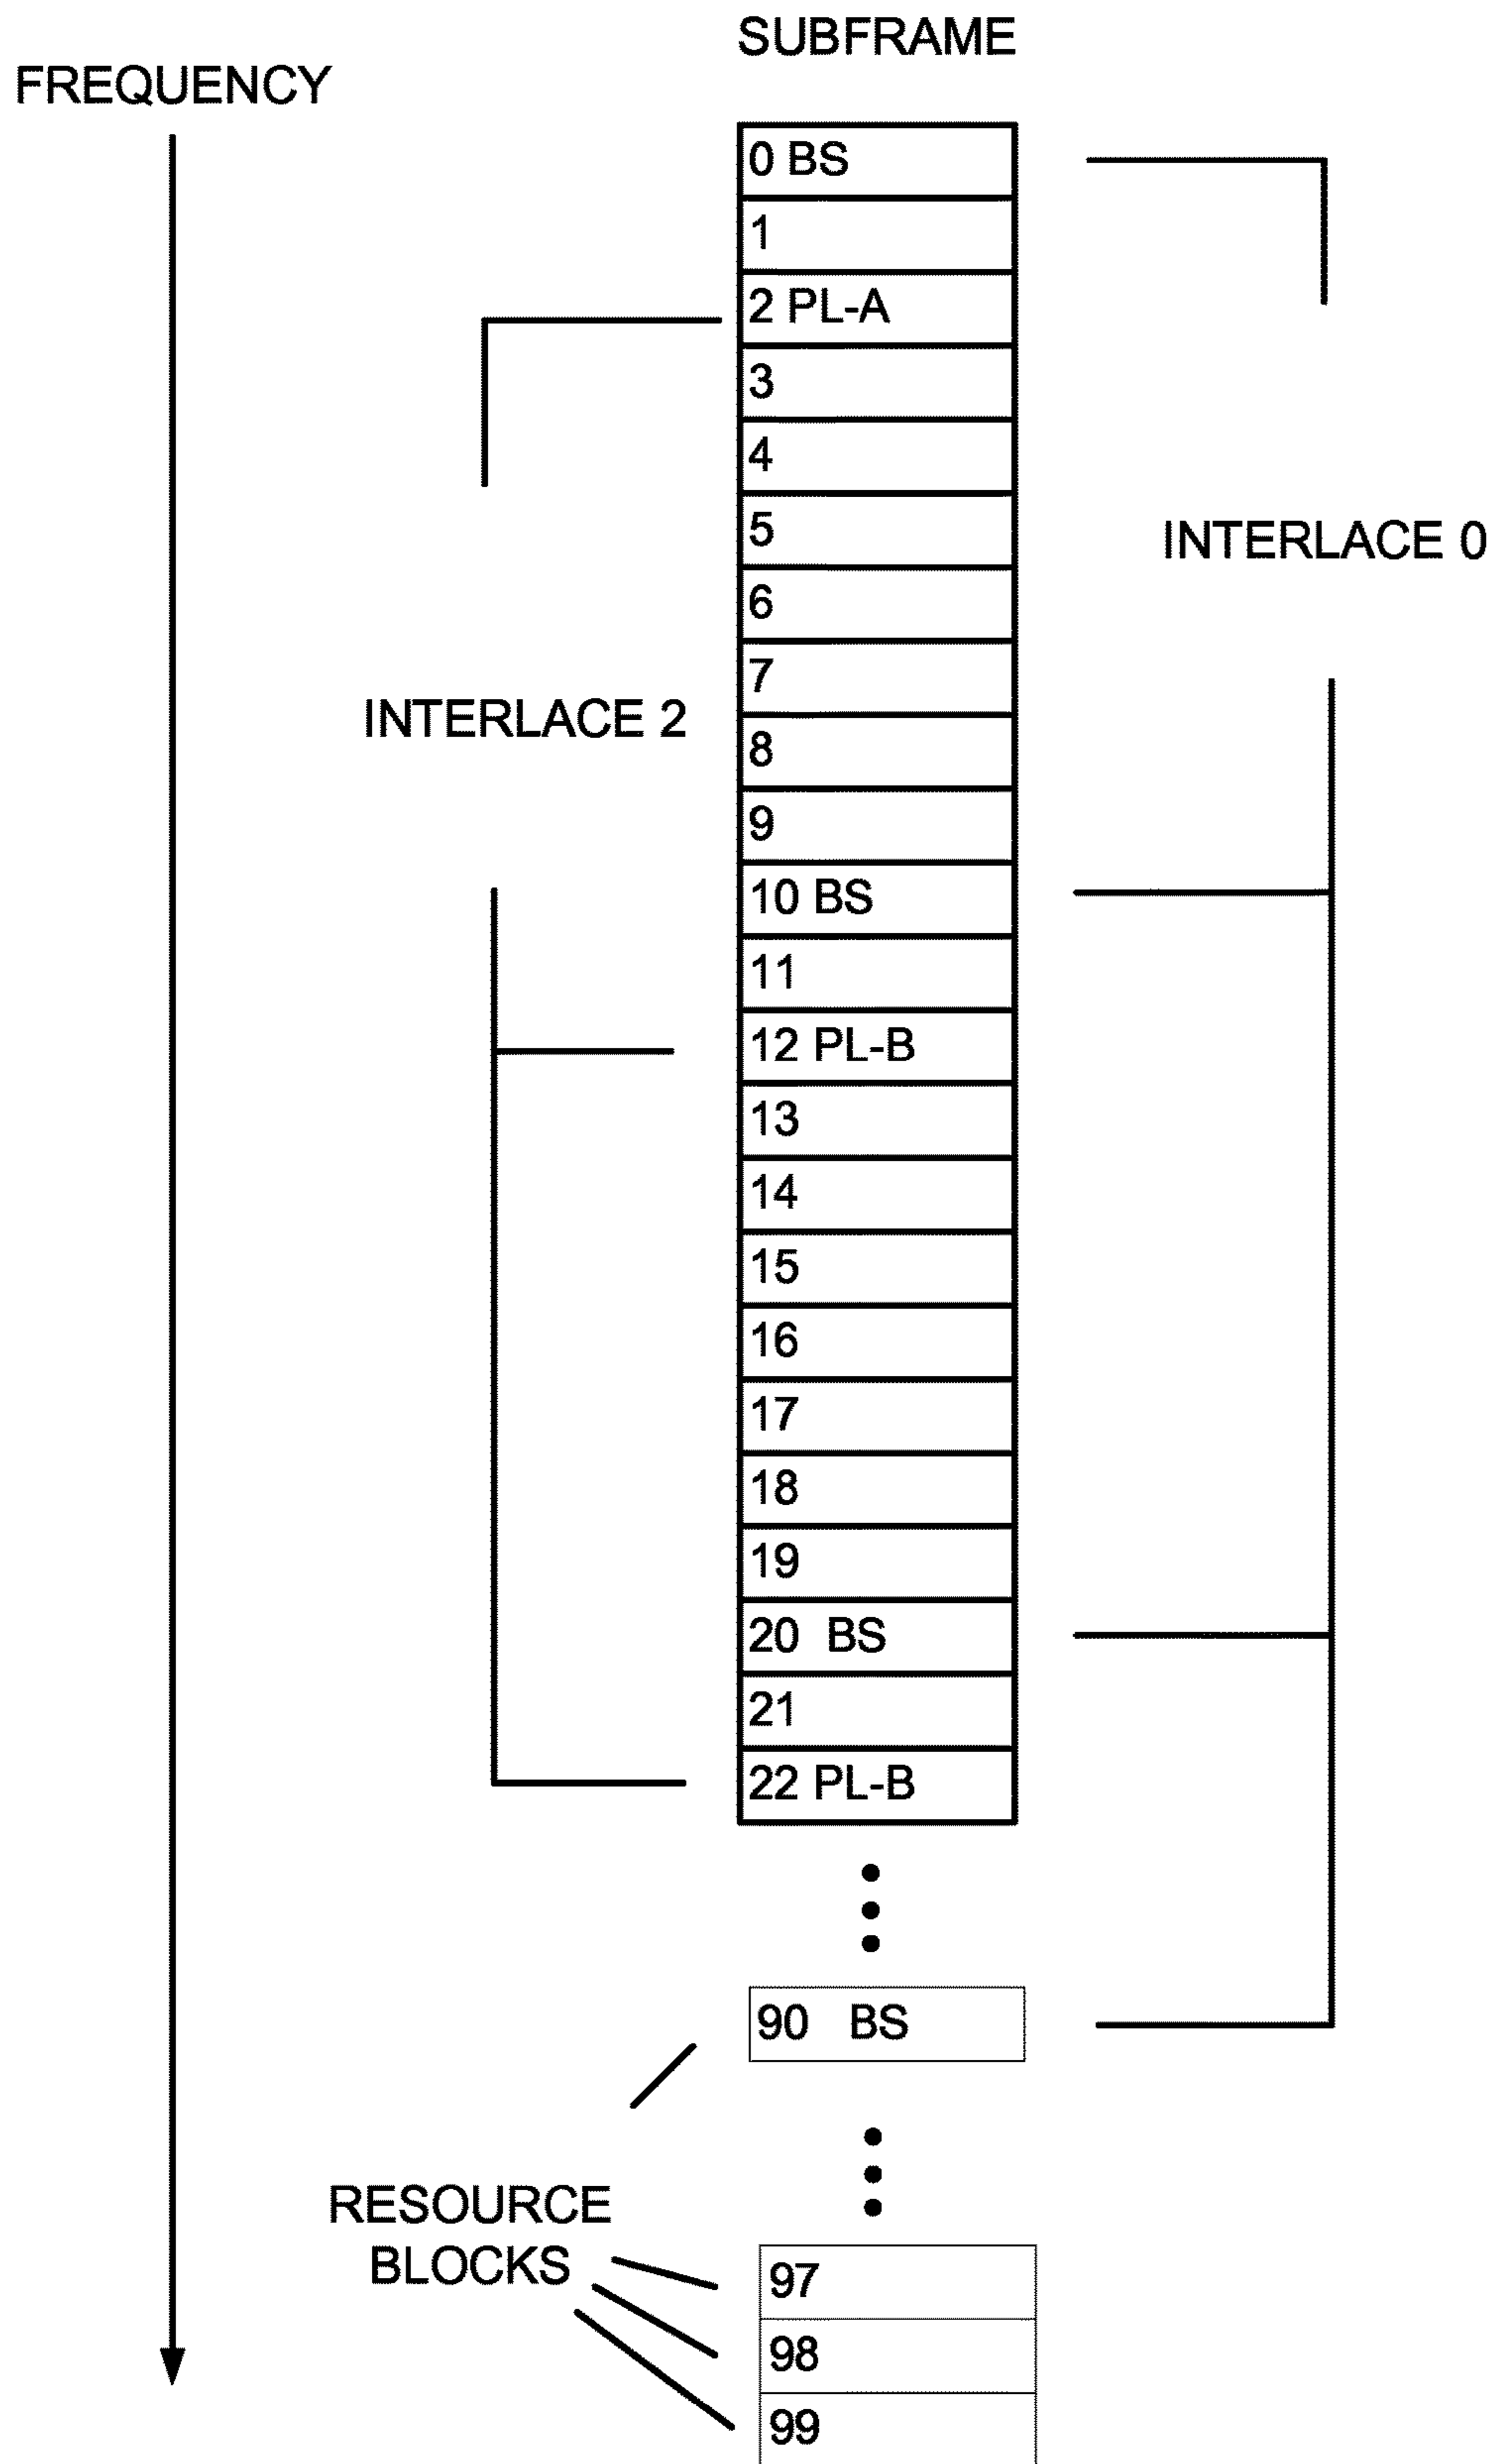 SUBFRAME
FREQUENCY
0 BS
1
2 PL-A
3
4
5
INTERLACE 0
6
7
INTERLACE 2
8
9
10 BS
11
12 PL-B
13
14
15
16
17
18
19
20 BS
21
22 PL-B
90 BS
RESOURCE
BLOCKS
97
98
99